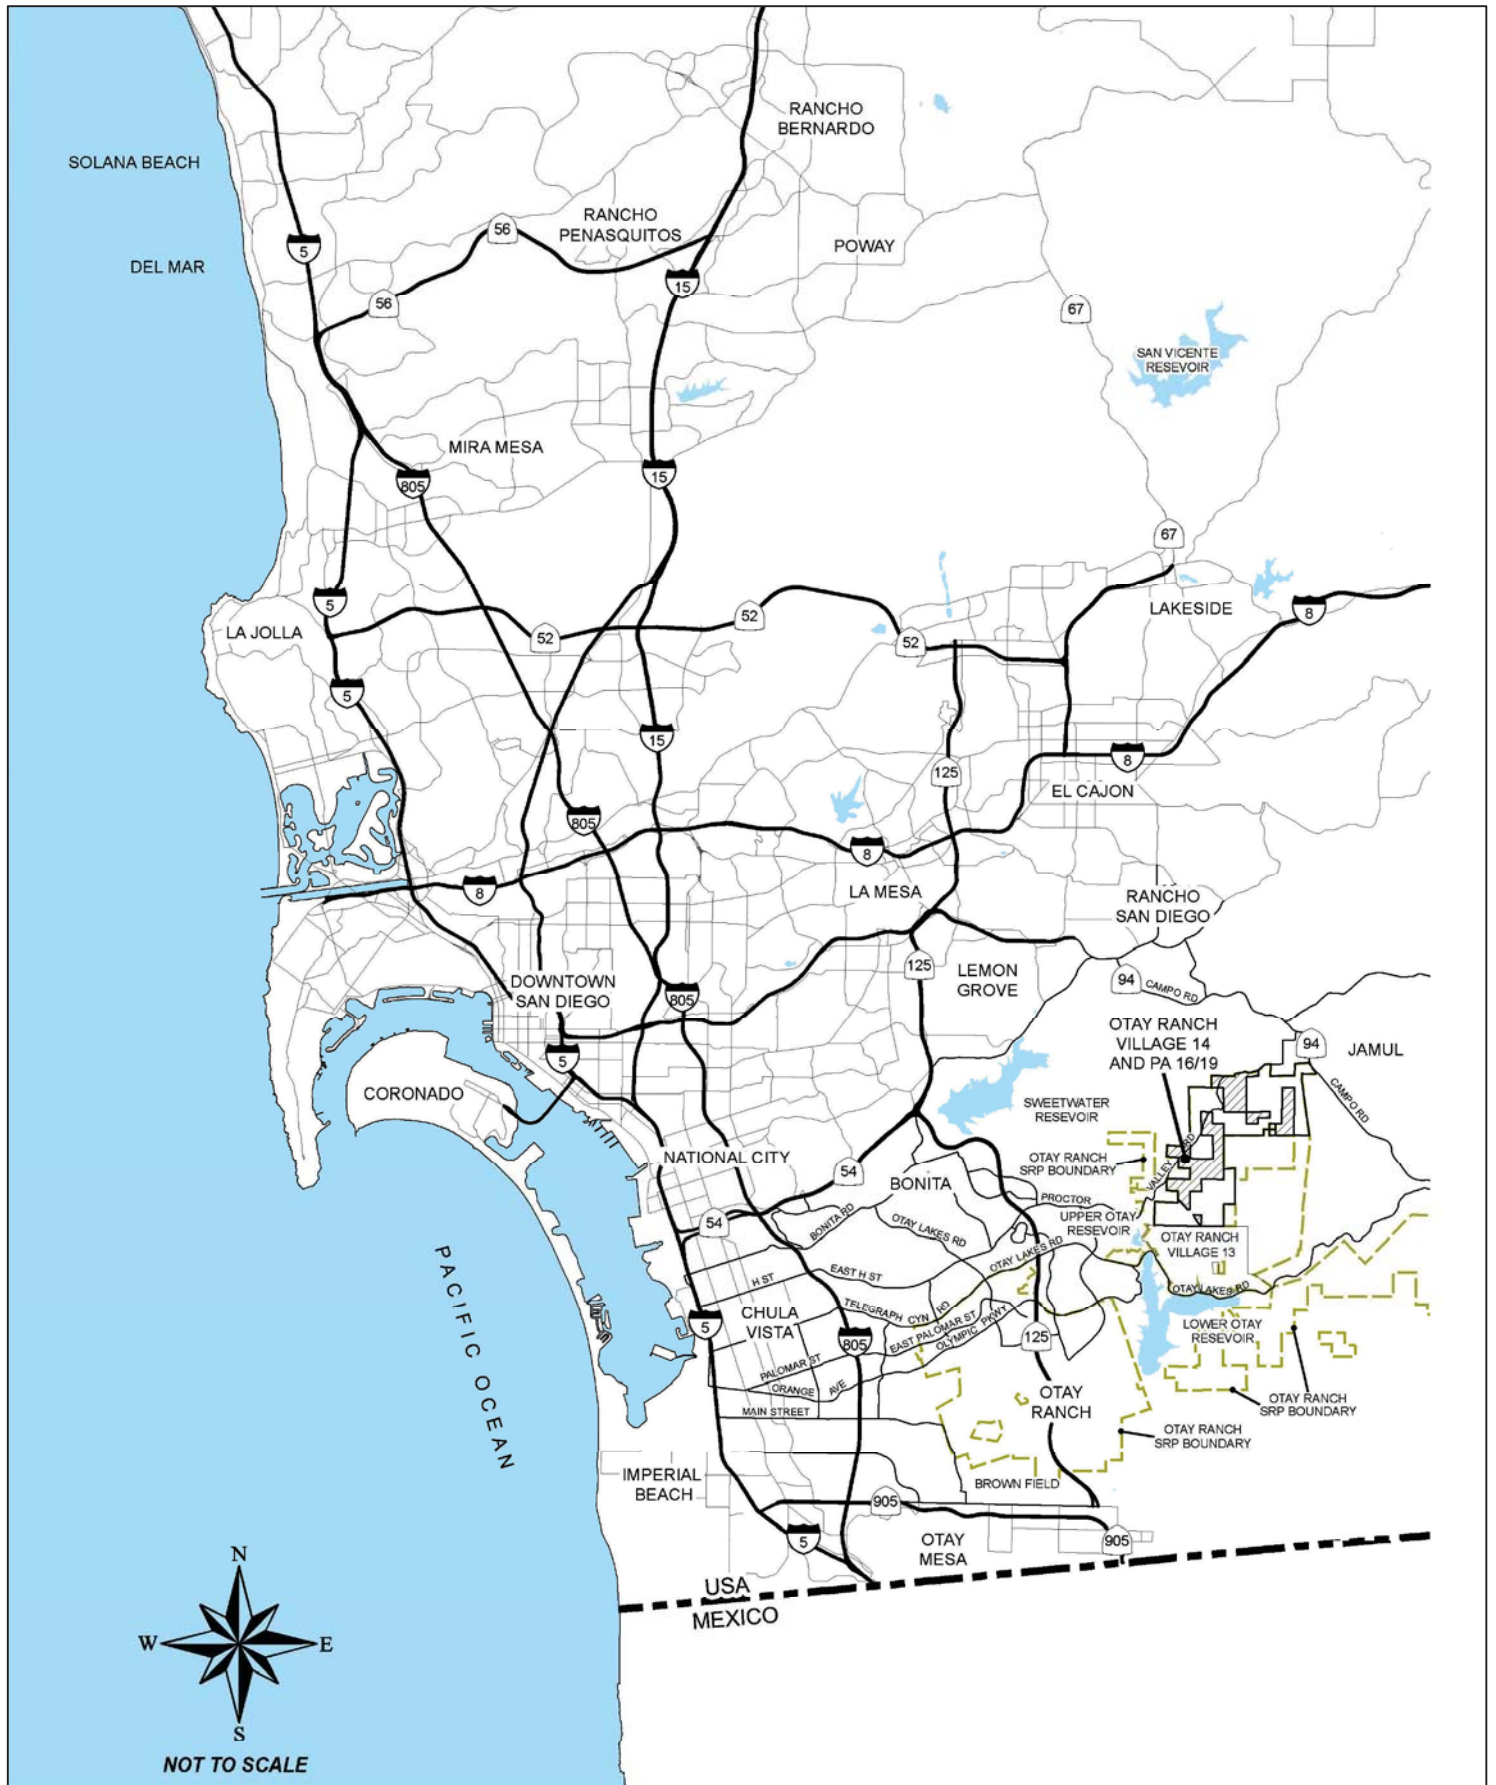 RANCHO
BERNARDO
SOLANA BEACH
RANCHO
PENASQUITOS
56
5
POWAY
DEL MAR
15
56
67
SAN VICENTE
RESEVOIR
MIRA MESA
15
805
67
5
LAKESIDE
8
52
LA JOLLA
52
52
5
15
8
125
EL CAJON
805
8
8
LA MESA
RANCHO
SAN DIEGO
125
LEMON
GROVE
94
CAMPO RD
DOWNTOWN
SAN DIEGO
805
OTAY RANCH
VILLAGE 14
AND PA 16/19
94
JAMUL
5
CORONADO
CAMPO RD
SWEETWATER
RESEVOIR
NATIONAL CITY
OTAY RANCH
SRP BOUNDARY
VALLEY RD
54
BONITA
PROCTOR
54
BONITA RD
OTAY LAKES RD
UPPER OTAY
RESEVOIR
OTAY RANCH
VILLAGE 13
OTAY LAKES RD
EAST H ST
H ST
OTAY LAKES RD
PACIFIC OCEAN
TELEGRAPH CYN RD
CHULA
VISTA
5
805
EAST PALOMAR ST
OLYMPIC PKWY
125
LOWER OTAY
RESEVOIR
PALOMAR ST
ORANGE AVE
MAIN STREET
OTAY
RANCH
OTAY RANCH
SRP BOUNDARY
OTAY RANCH
SRP BOUNDARY
IMPERIAL
BEACH
BROWN FIELD
905
5
OTAY
MESA
905
USA
MEXICO
N
W
E
S
NOT TO SCALE